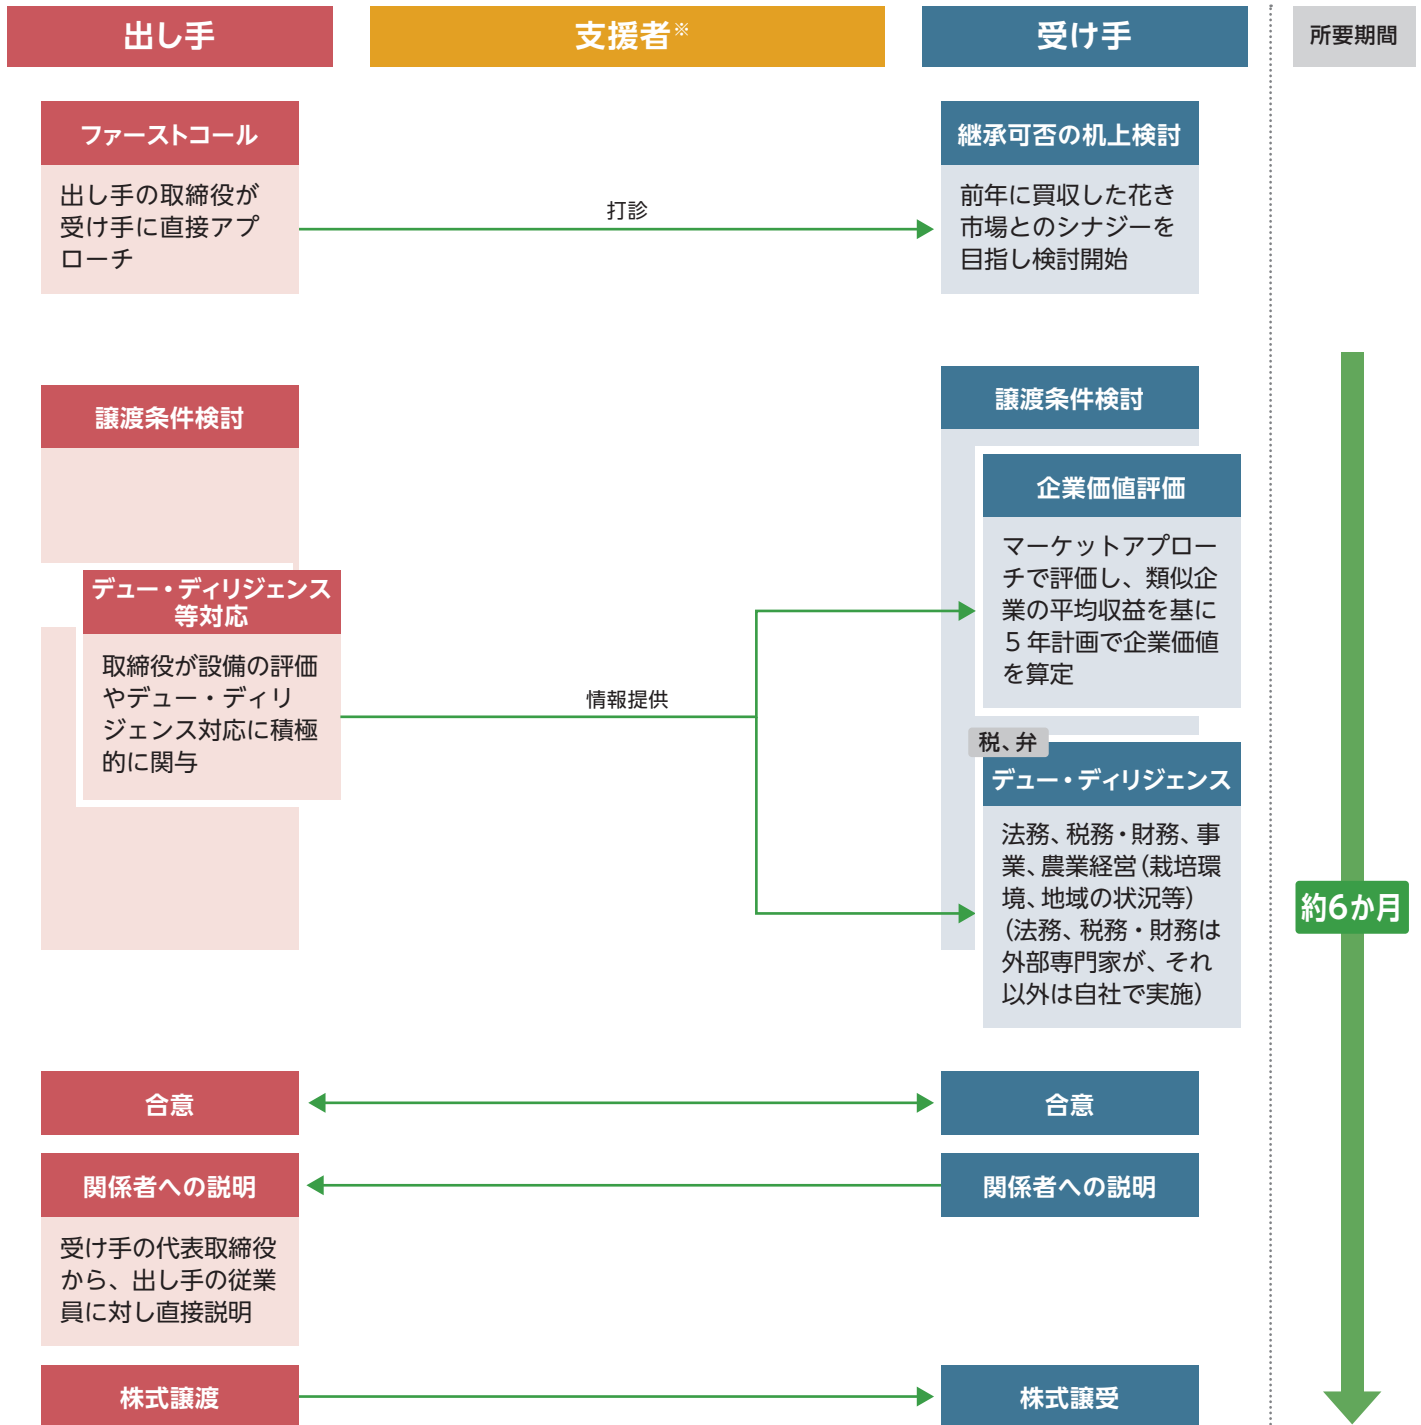 出し手
支援者※
受け手
所要期間
ファーストコール
出し手の取締役が
受け手に直接アプ
ローチ
打診
継承可否の机上検討
前年に買収した花き
市場とのシナジーを
目指し検討開始
譲渡条件検討
デュー・ディリジェンス
等対応
取締役が設備の評価
やデュー・ディリ
ジェンス対応に積極
的に関与
情報提供
譲渡条件検討
企業価値評価
マーケットアプロー
チで評価し、類似企
業の平均収益を基に
５年計画で企業価値
を算定
税、弁
デュー・ディリジェンス
法務、税務・財務、事
業、農業経営（栽培環
境、地域の状況等）
（法務、税務・財務は
外部専門家が、それ
以外は自社で実施）
約6か月
合意
合意
関係者への説明
関係者への説明
受け手の代表取締役
から、出し手の従業
員に対し直接説明
株式譲渡
株式譲受